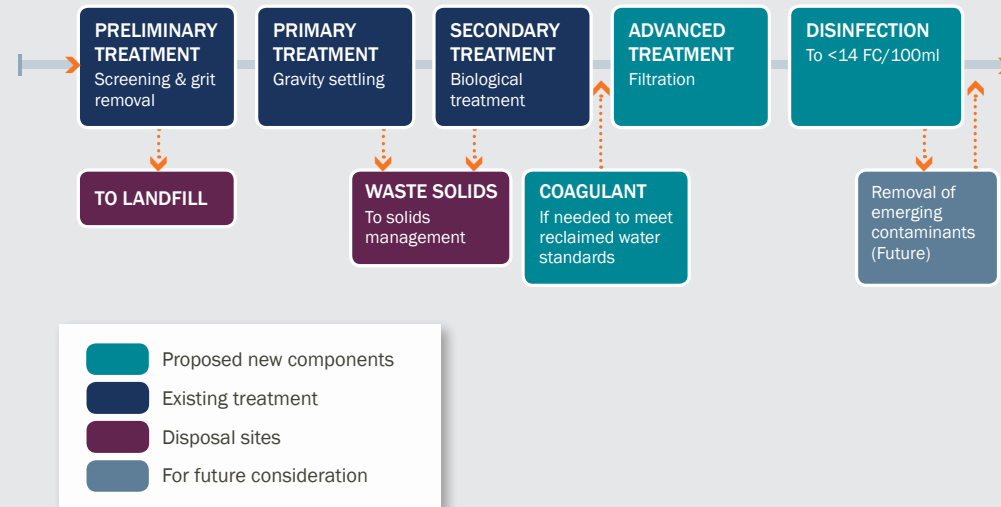 PRELIMINARY
TREATMENT
Screening & grit
removal
PRIMARY
TREATMENT
Gravity settling
SECONDARY
TREATMENT
Biological
treatment
ADVANCED
TREATMENT
Filtration
DISINFECTION
To <14 FC/100ml
TO LANDFILL
WASTE SOLIDS
To solids
management
COAGULANT
If needed to meet
reclaimed water
standards
Removal of
emerging
contaminants
(Future)
Proposed new components
Existing treatment
Disposal sites
For future consideration